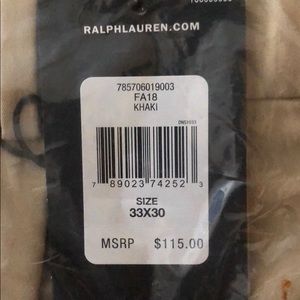 RALPHLAUREN.COM
785706019003
FA18
KHAKI
7 89023 74252 3
SIZE
33X30
MSRP $115.00